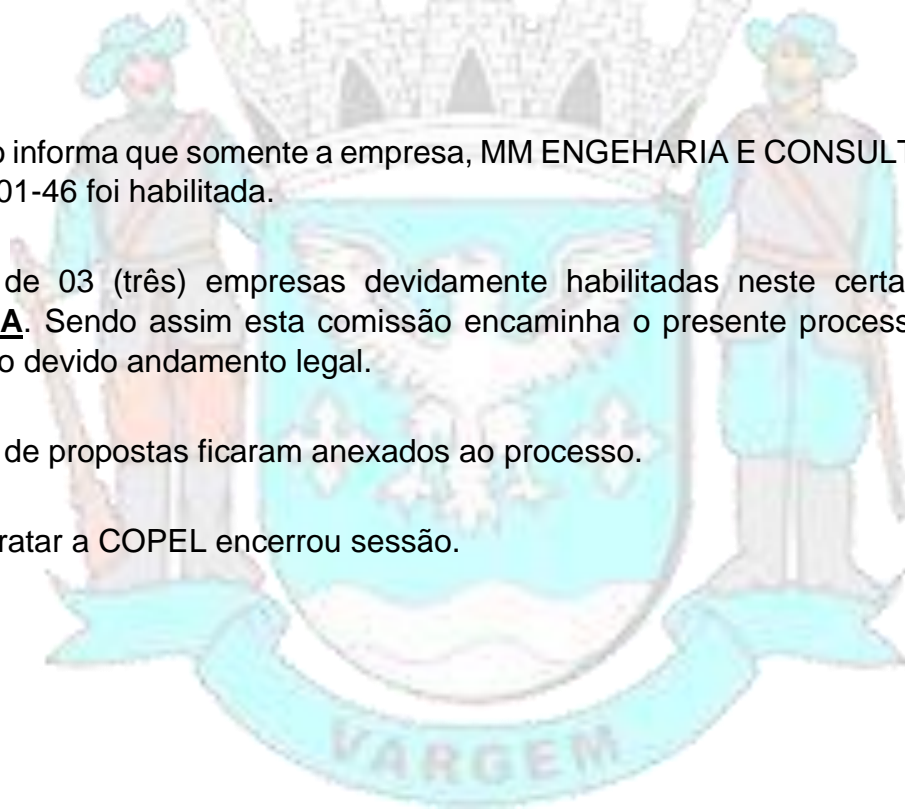 o informa que somente a empresa, MM ENGEHARIA E CONSULT
01-46 foi habilitada.
de 03 (três) empresas devidamente habilitadas neste certa
A. Sendo assim esta comissão encaminha o presente process
o devido andamento legal.
de propostas ficaram anexados ao processo.
ratar a COPEL encerrou sessão.
VARGEM